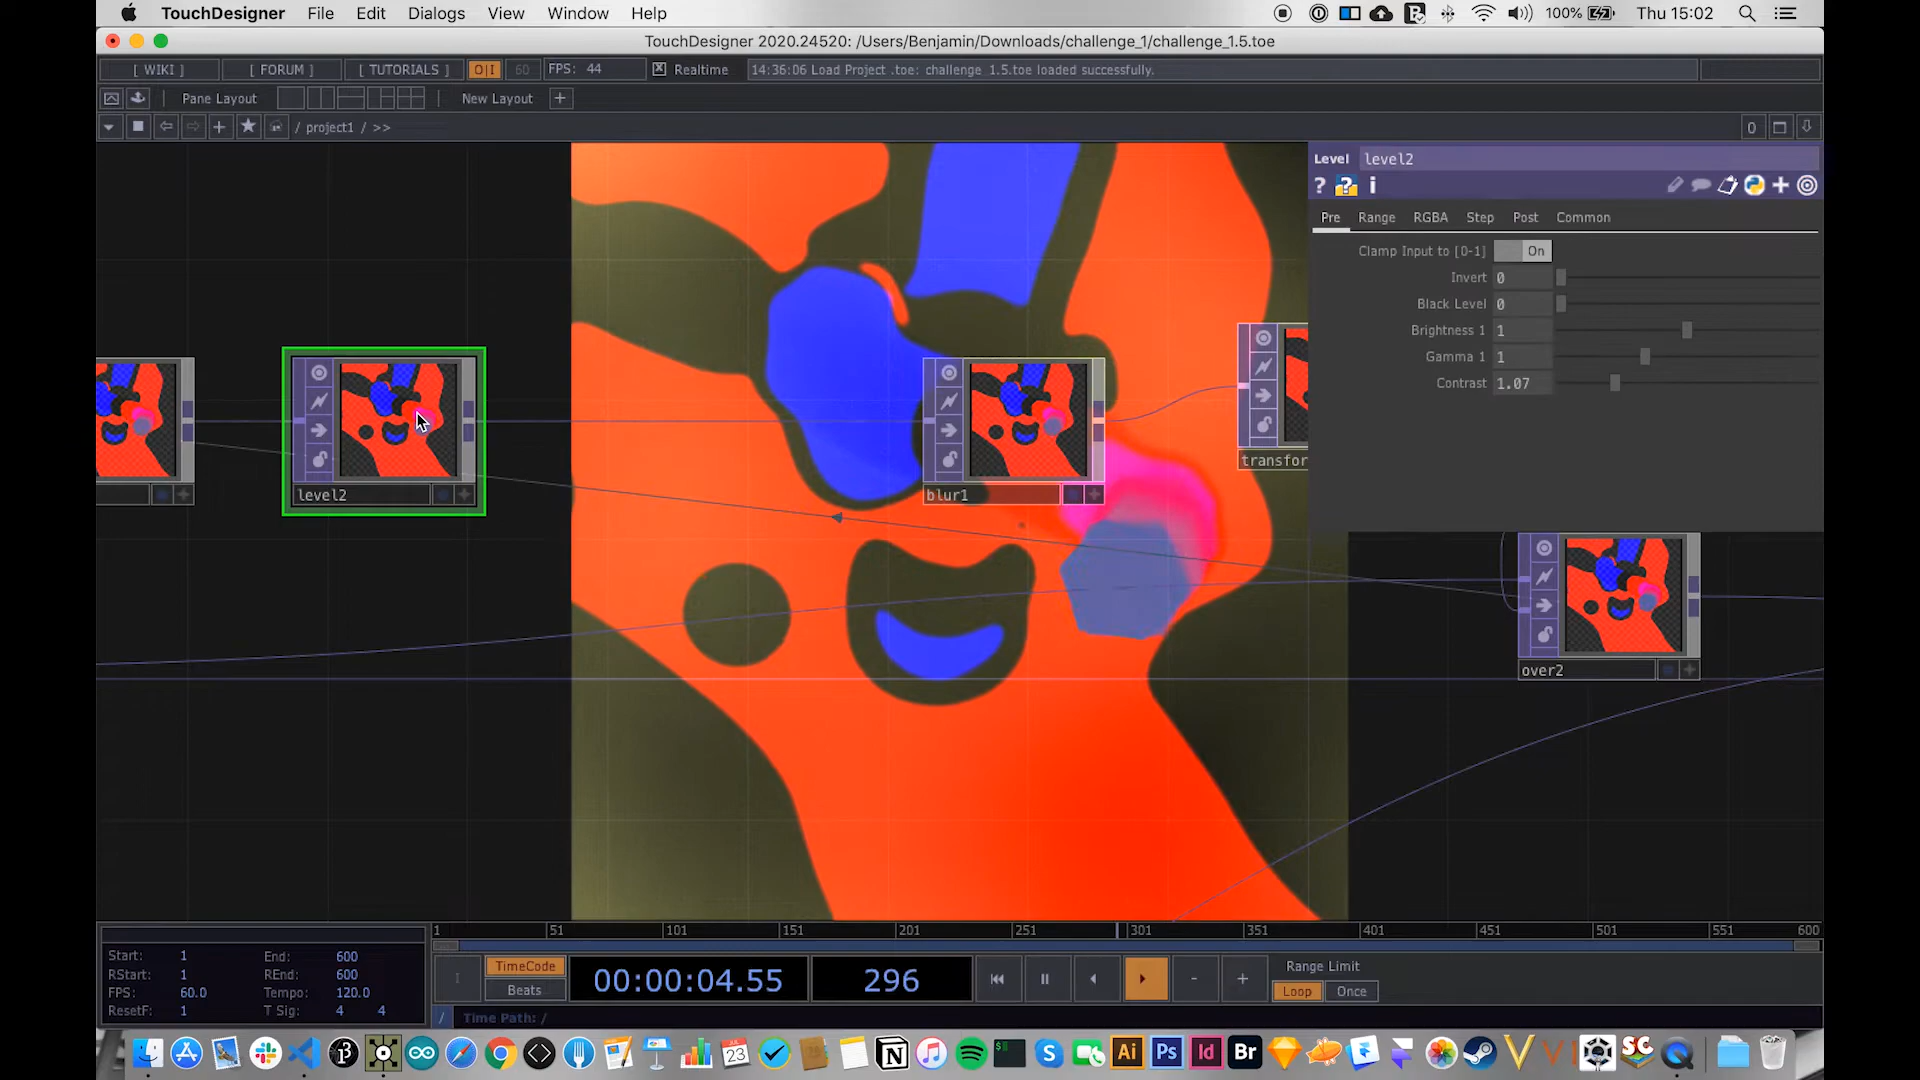 TouchDesigner File Edit Dialogs View Window Help 100% Thu 15:02
TouchDesigner 2020.24520: /Users/Benjamin/Downloads/challenge_1/challenge_1.5.toe
[ WIKI ] [ FORUM ] [ TUTORIALS ] O|I 60 FPS: 44 Realtime 14:36:06 Load Project .toe: challenge_1.5.toe loaded successfully.
Pane Layout New Layout +
/ project1 / >> 0
Level level2
? ? i
Pre Range RGBA Step Post Common
Clamp Input to [0-1] On
Invert 0
Black Level 0
Brightness 1 1
Gamma 1 1
Contrast 1.07
transfor
level2
blur1
over2
1 51 101 151 201 251 301 351 401 451 501 551 600
Start: 1 End: 600
RStart: 1 REnd: 600
FPS: 60.0 Tempo: 120.0
ResetF: 1 T Sig: 4 4
TimeCode
Beats
00:00:04.55 296
- +
Range Limit
Loop Once
/ Time Path: /
23 N S Ai Ps Id Br SC